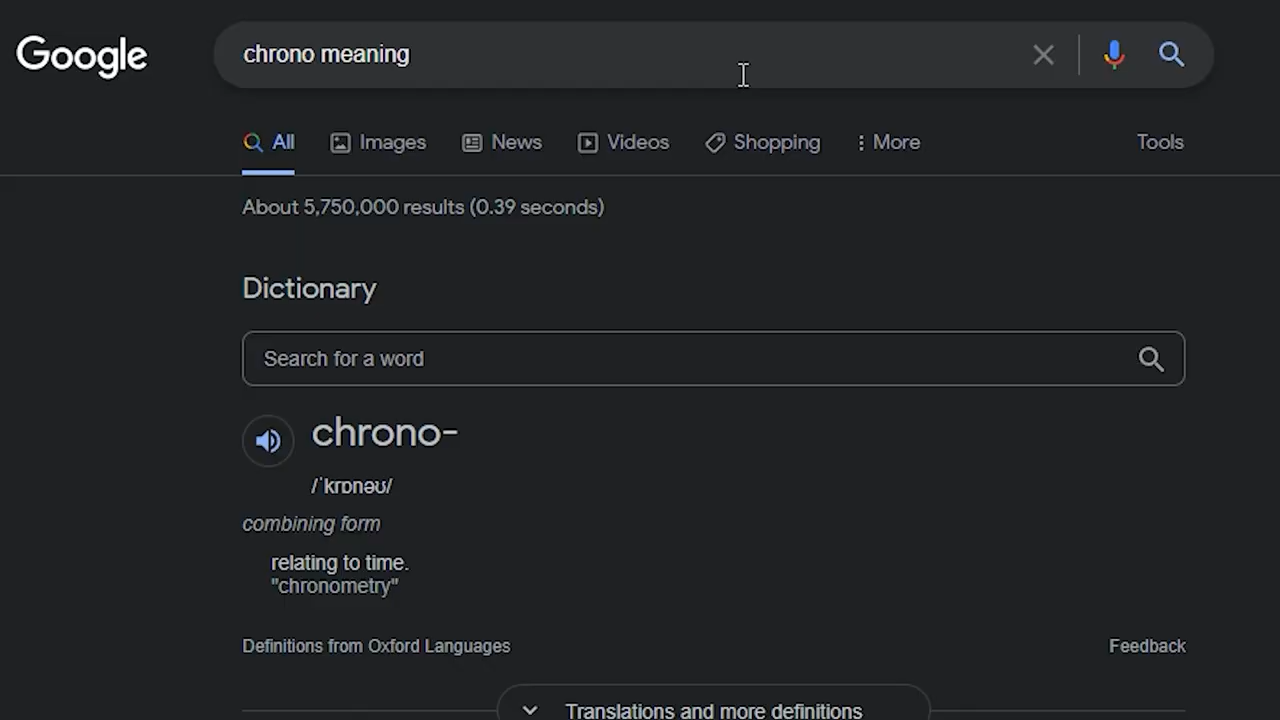 Google
chrono meaning
All Images News Videos Shopping More Tools
About 5,750,000 results (0.39 seconds)
Dictionary
Search for a word
chrono-
/ˈkrɒnəʊ/
combining form
relating to time.
"chronometry"
Definitions from Oxford Languages Feedback
Translations and more definitions